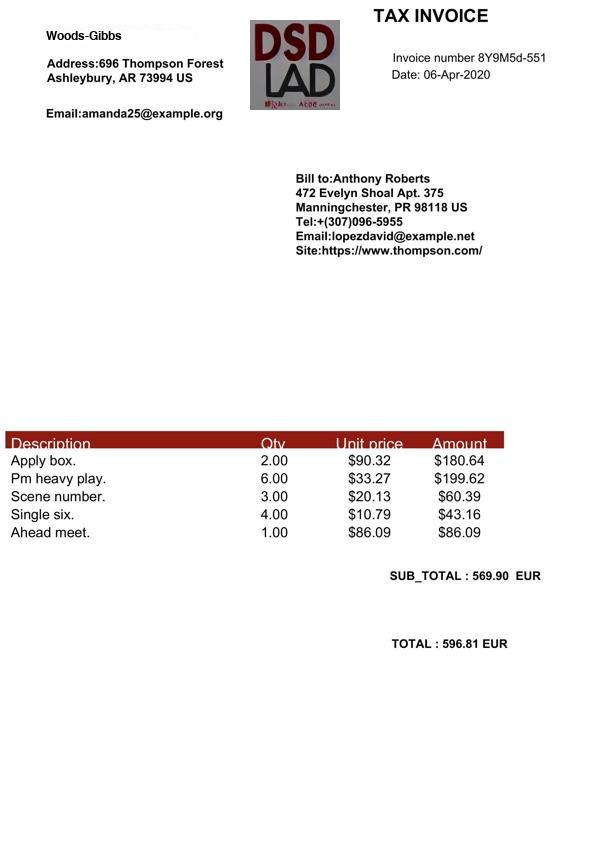 TAX INVOICE
Woods-Gibbs
Address:696 Thompson Forest
Ashleybury, AR 73994 US
Email:amanda25@example.org
DSD
LAD
Invoice number 8Y9M5d-551
Date: 06-Apr-2020
Bill to:Anthony Roberts
472 Evelyn Shoal Apt. 375
Manningchester, PR 98118 US
Tel:+(307)096-5955
Email:lopezdavid@example.net
Site:https://www.thompson.com/
Description Qty Unit price Amount
Apply box. 2.00 $90.32 $180.64
Pm heavy play. 6.00 $33.27 $199.62
Scene number. 3.00 $20.13 $60.39
Single six. 4.00 $10.79 $43.16
Ahead meet. 1.00 $86.09 $86.09
SUB_TOTAL : 569.90 EUR
TOTAL : 596.81 EUR